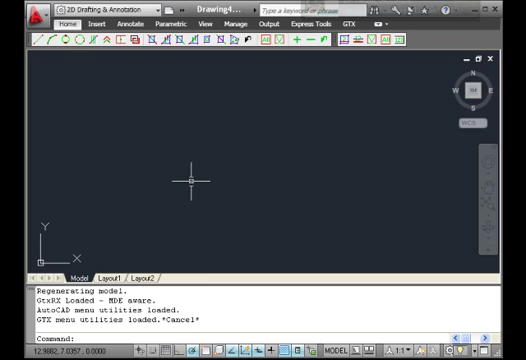 2D Drafting & Annotation
Drawing4...
Type a keyword or phrase
Home Insert Annotate Parametric View Manage Output Express Tools GTX
N
W TOP E
S
WCS
Y
X
Model Layout1 Layout2
Regenerating model.
GtxRX Loaded - MDE aware.
AutoCAD menu utilities loaded.
GTX menu utilities loaded.*Cancel*
Command:
12.9882, 7.0357, 0.0000
MODEL
1:1